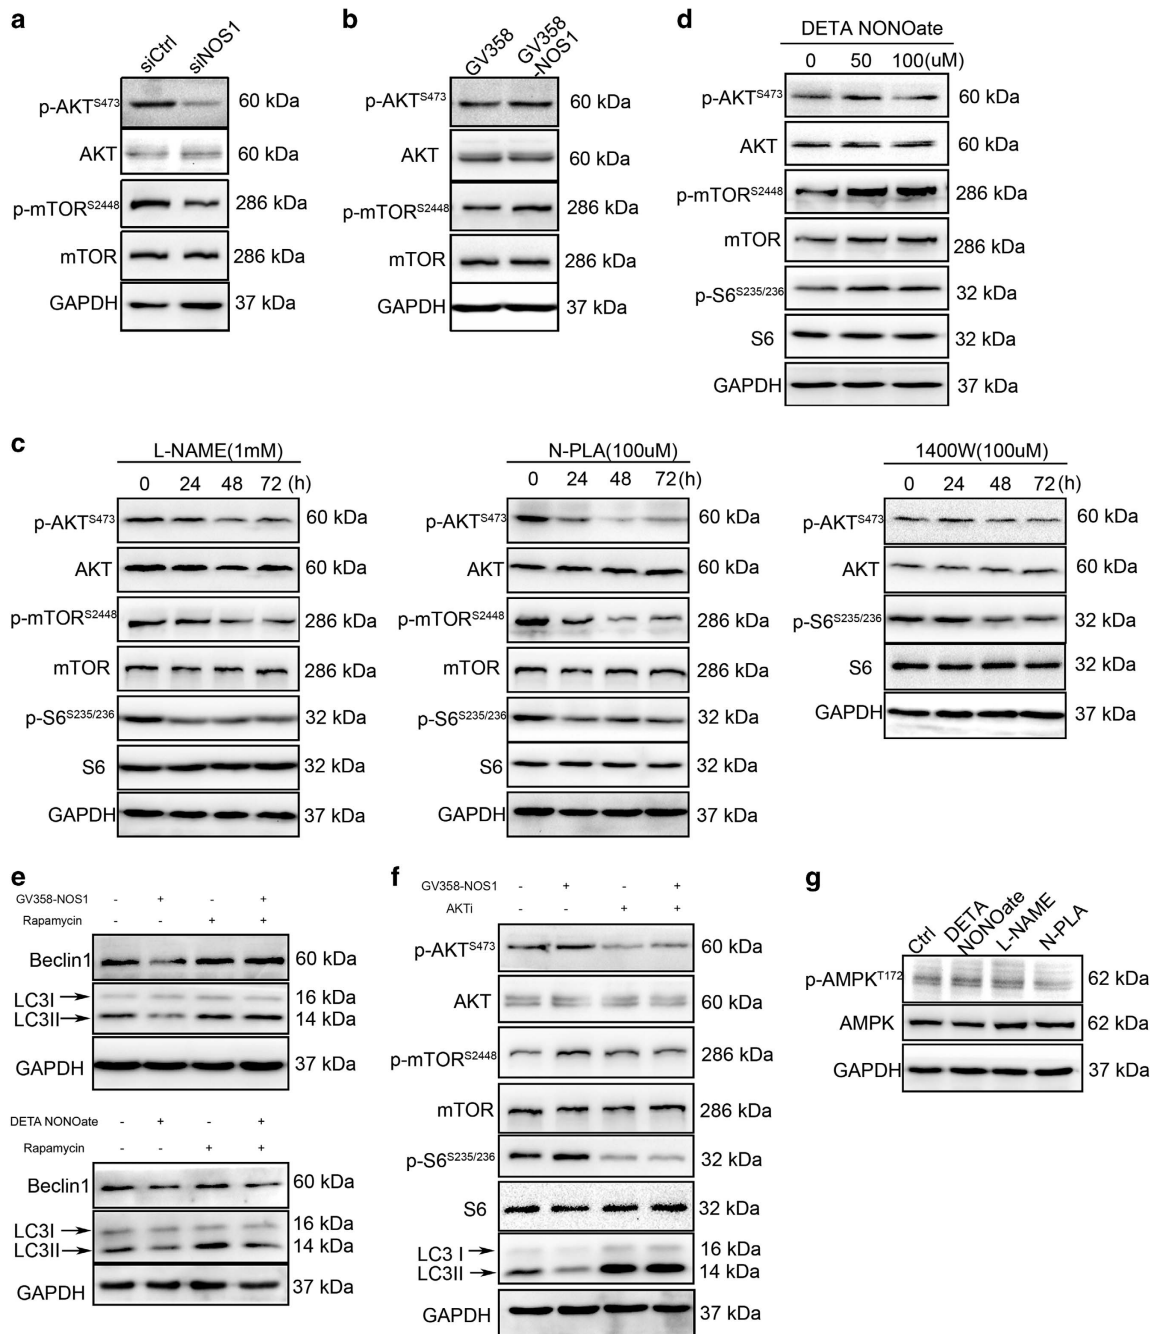 a
siCtrl siNOS1
p-AKTS473 60 kDa
AKT 60 kDa
p-mTORS2448 286 kDa
mTOR 286 kDa
GAPDH 37 kDa
b
GV358 GV358-NOS1
p-AKTS473 60 kDa
AKT 60 kDa
p-mTORS2448 286 kDa
mTOR 286 kDa
GAPDH 37 kDa
d
DETA NONOate
0 50 100(uM)
p-AKTS473 60 kDa
AKT 60 kDa
p-mTORS2448 286 kDa
mTOR 286 kDa
p-S6S235/236 32 kDa
S6 32 kDa
GAPDH 37 kDa
c
L-NAME(1mM)
0 24 48 72(h)
p-AKTS473 60 kDa
AKT 60 kDa
p-mTORS2448 286 kDa
mTOR 286 kDa
p-S6S235/236 32 kDa
S6 32 kDa
GAPDH 37 kDa
N-PLA(100uM)
0 24 48 72(h)
p-AKTS473 60 kDa
AKT 60 kDa
p-mTORS2448 286 kDa
mTOR 286 kDa
p-S6S235/236 32 kDa
S6 32 kDa
GAPDH 37 kDa
1400W(100uM)
0 24 48 72(h)
p-AKTS473 60 kDa
AKT 60 kDa
p-S6S235/236 32 kDa
S6 32 kDa
GAPDH 37 kDa
e
GV358-NOS1 - + - +
Rapamycin - - + +
Beclin1 60 kDa
LC3I 16 kDa
LC3II 14 kDa
GAPDH 37 kDa
DETA NONOate - + - +
Rapamycin - - + +
Beclin1 60 kDa
LC3I 16 kDa
LC3II 14 kDa
GAPDH 37 kDa
f
GV358-NOS1 - + - +
AKTi - - + +
p-AKTS473 60 kDa
AKT 60 kDa
p-mTORS2448 286 kDa
mTOR 286 kDa
p-S6S235/236 32 kDa
S6 32 kDa
LC3 I 16 kDa
LC3II 14 kDa
GAPDH 37 kDa
g
Ctrl DETA NONOate L-NAME N-PLA
p-AMPKT172 62 kDa
AMPK 62 kDa
GAPDH 37 kDa